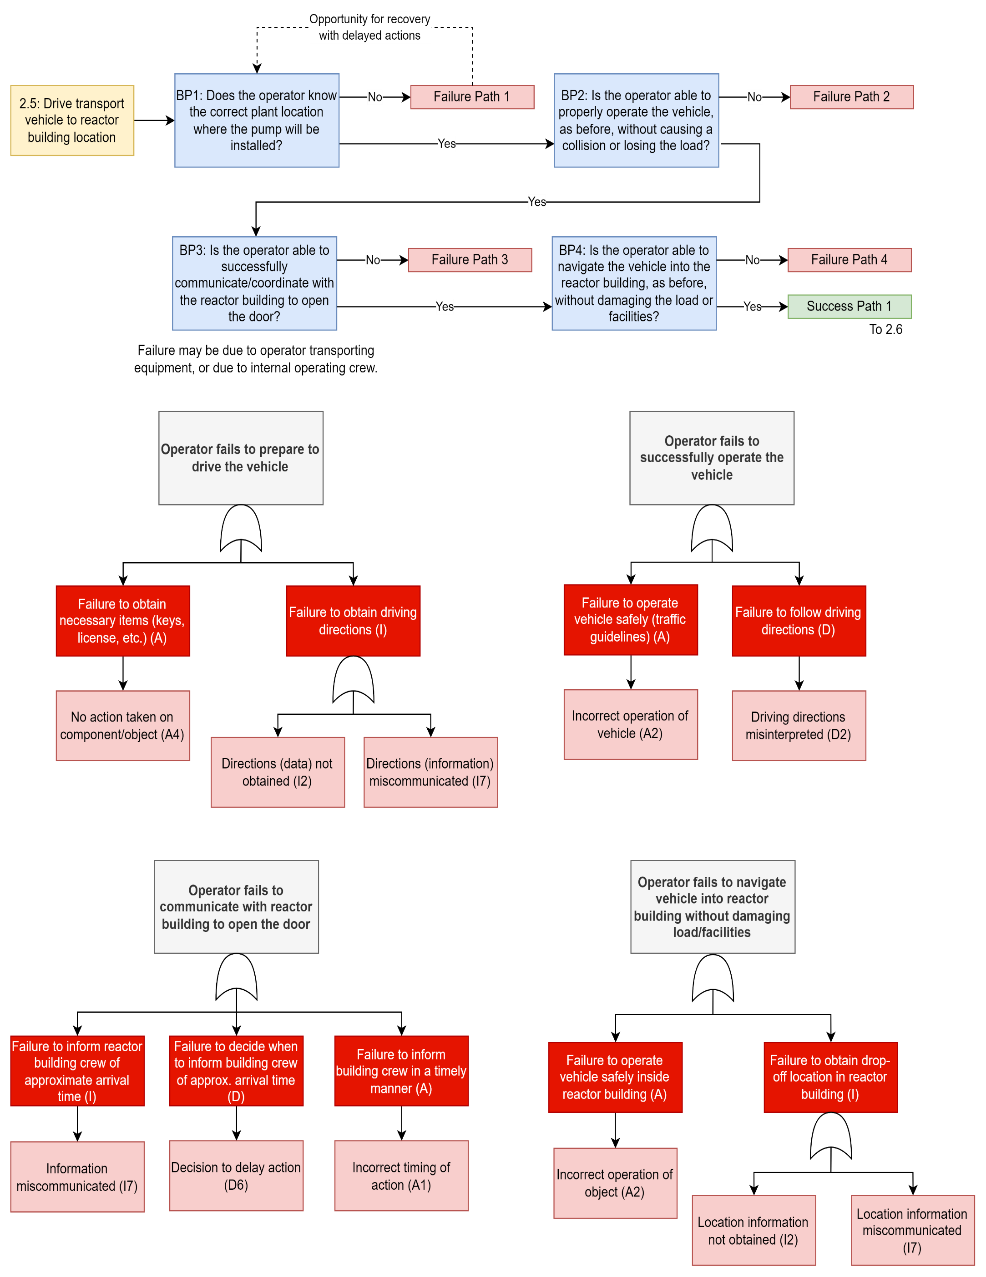 Opportunity for recovery
with delayed actions
2.5: Drive transport
vehicle to reactor
building location
BP1: Does the operator know
the correct plant location
where the pump will be
installed?
No
Failure Path 1
Yes
BP2: Is the operator able to
properly operate the vehicle,
as before, without causing a
collision or losing the load?
No
Failure Path 2
Yes
BP3: Is the operator able to
successfully
communicate/coordinate with
the reactor building to open
the door?
No
Failure Path 3
Yes
BP4: Is the operator able to
navigate the vehicle into the
reactor building, as before,
without damaging the load or
facilities?
No
Failure Path 4
Yes
Success Path 1
To 2.6
Failure may be due to operator transporting
equipment, or due to internal operating crew.
Operator fails to prepare to
drive the vehicle
Failure to obtain
necessary items (keys,
license, etc.) (A)
Failure to obtain driving
directions (I)
No action taken on
component/object (A4)
Directions (data) not
obtained (I2)
Directions (information)
miscommunicated (I7)
Operator fails to
successfully operate the
vehicle
Failure to operate
vehicle safely (traffic
guidelines) (A)
Failure to follow driving
directions (D)
Incorrect operation of
vehicle (A2)
Driving directions
misinterpreted (D2)
Operator fails to
communicate with reactor
building to open the door
Failure to inform reactor
building crew of
approximate arrival
time (I)
Failure to decide when
to inform building crew
of approx. arrival time
(D)
Failure to inform
building crew in a timely
manner (A)
Information
miscommunicated (I7)
Decision to delay action
(D6)
Incorrect timing of
action (A1)
Operator fails to navigate
vehicle into reactor
building without damaging
load/facilities
Failure to operate
vehicle safely inside
reactor building (A)
Failure to obtain drop-
off location in reactor
building (I)
Incorrect operation of
object (A2)
Location information
not obtained (I2)
Location information
miscommunicated
(I7)